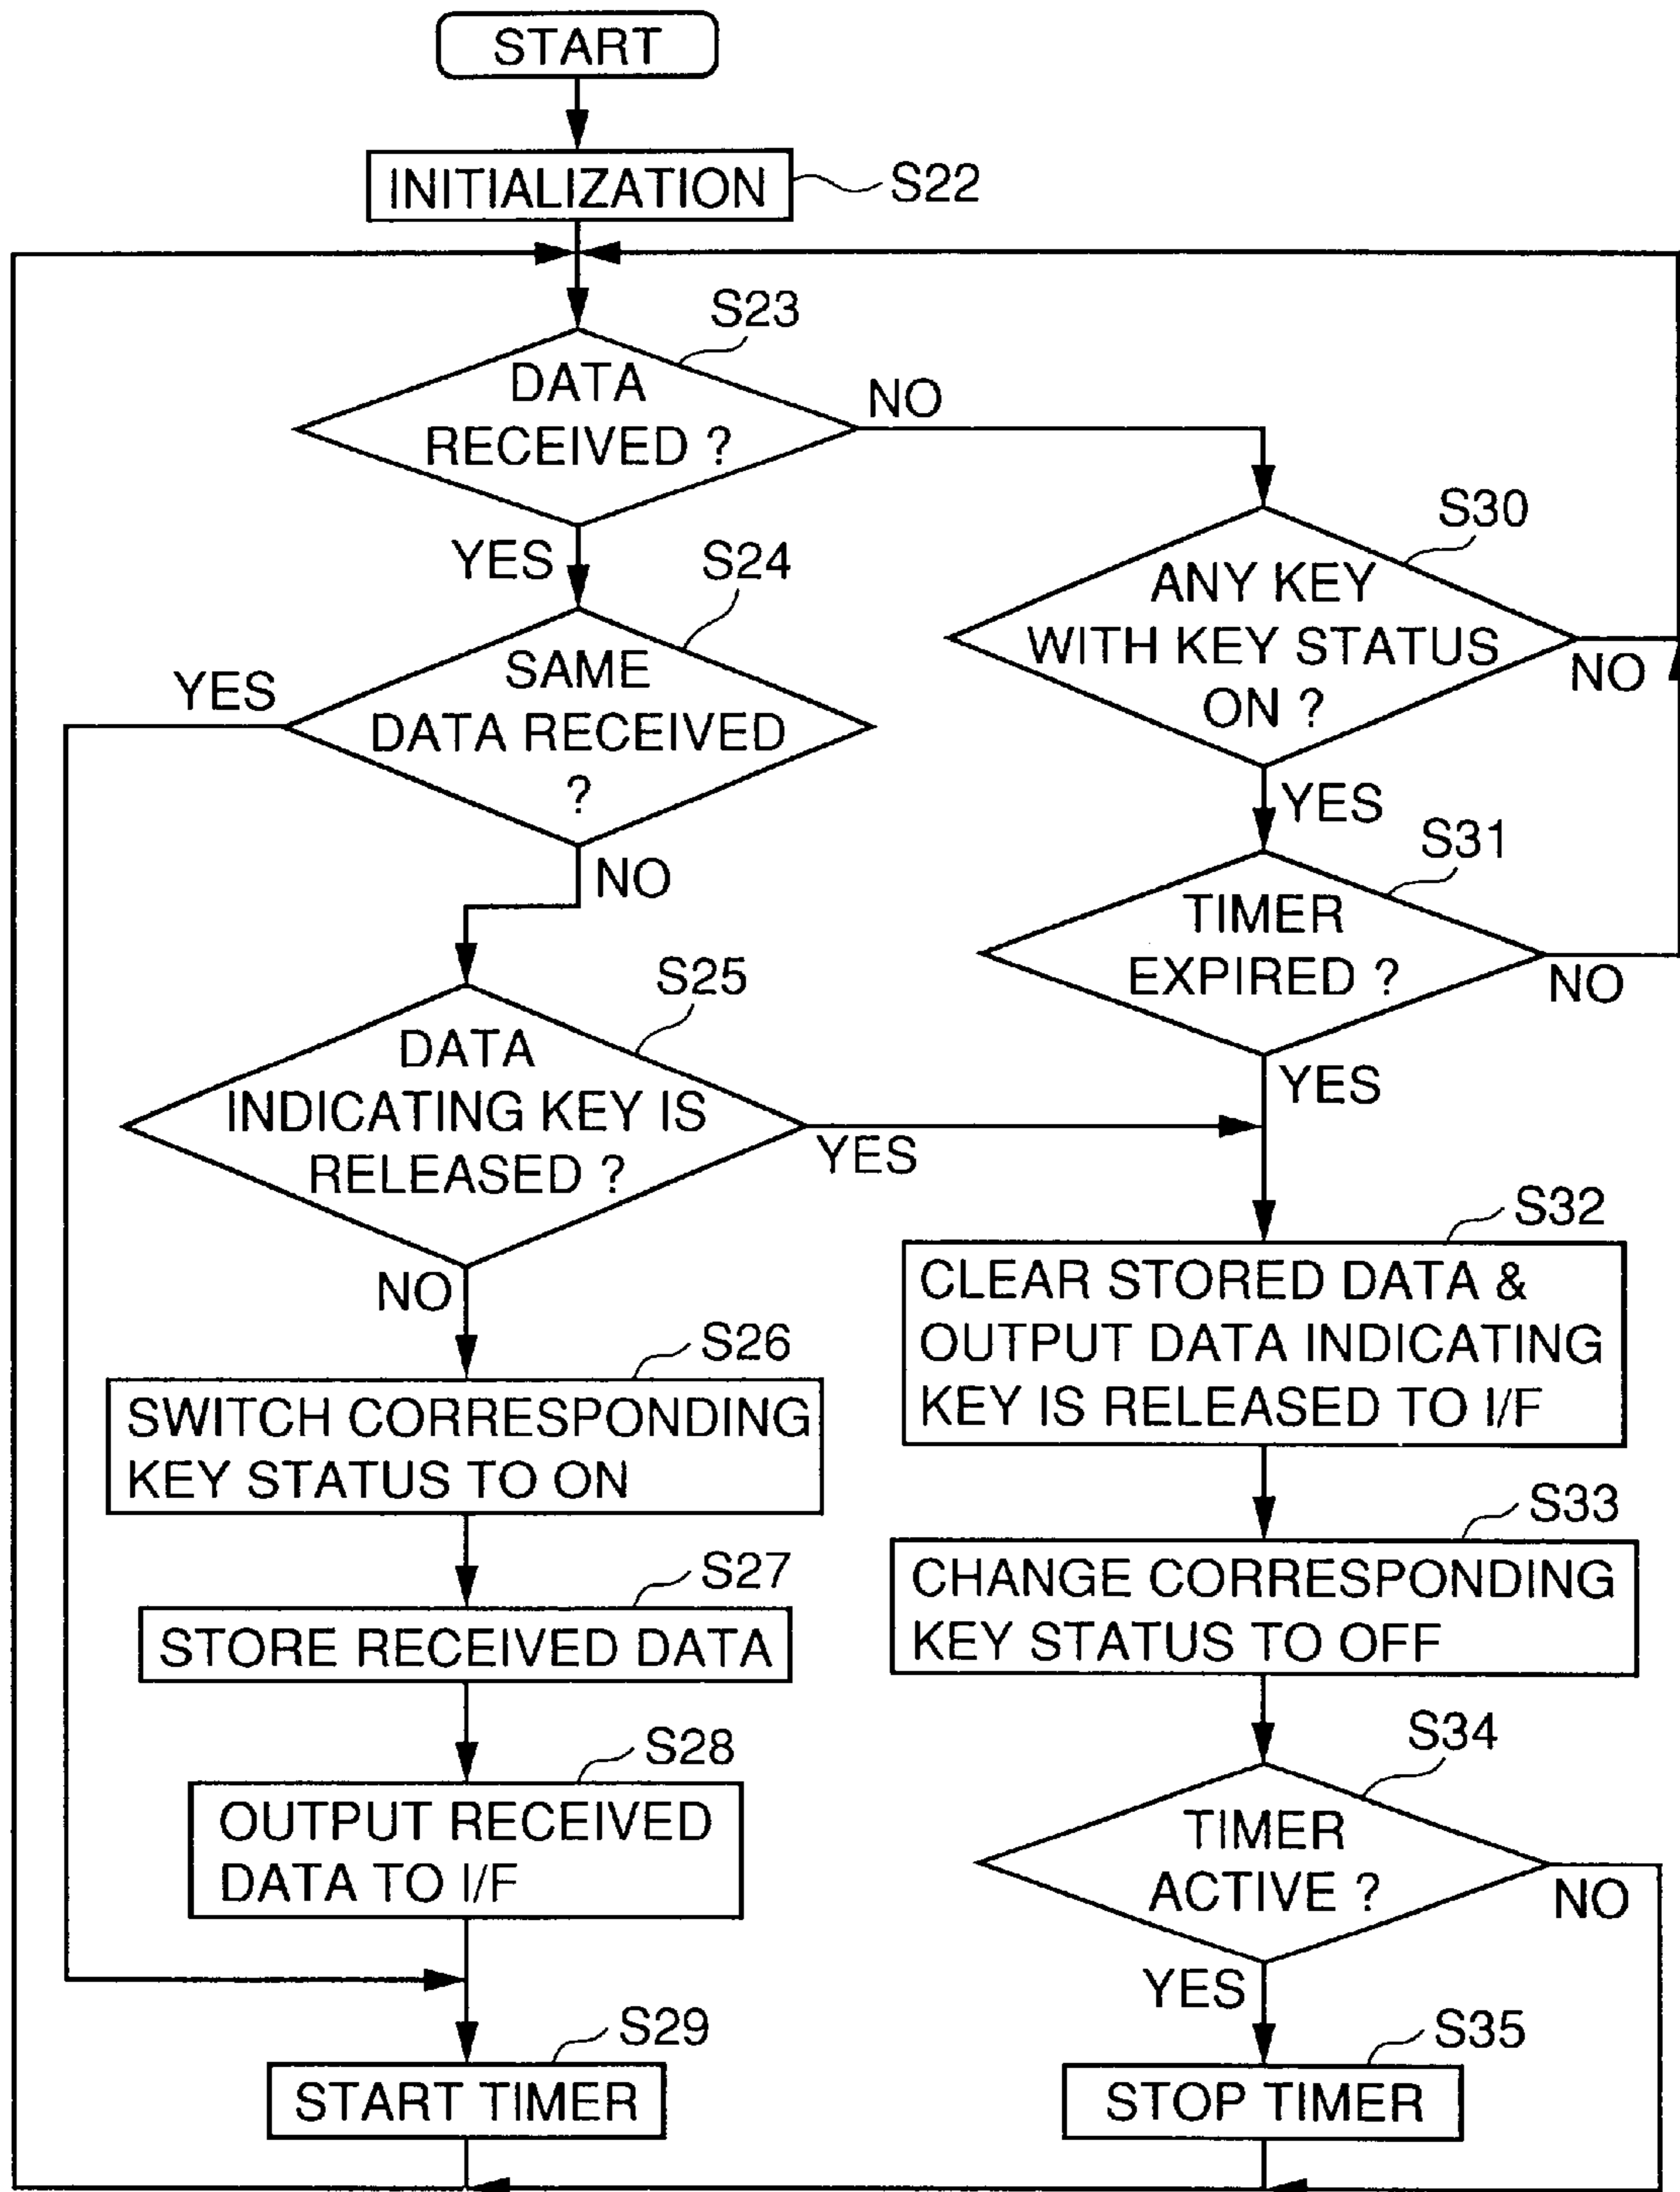 START
INITIALIZATION
S22
S23
DATA
RECEIVED ?
NO
YES
S24
SAME
DATA RECEIVED
?
YES
NO
S25
DATA
INDICATING KEY IS
RELEASED ?
YES
NO
S26
SWITCH CORRESPONDING
KEY STATUS TO ON
S27
STORE RECEIVED DATA
S28
OUTPUT RECEIVED
DATA TO I/F
S29
START TIMER
S30
ANY KEY
WITH KEY STATUS
ON ?
NO
YES
S31
TIMER
EXPIRED ?
NO
YES
S32
CLEAR STORED DATA &
OUTPUT DATA INDICATING
KEY IS RELEASED TO I/F
S33
CHANGE CORRESPONDING
KEY STATUS TO OFF
S34
TIMER
ACTIVE ?
NO
YES
S35
STOP TIMER